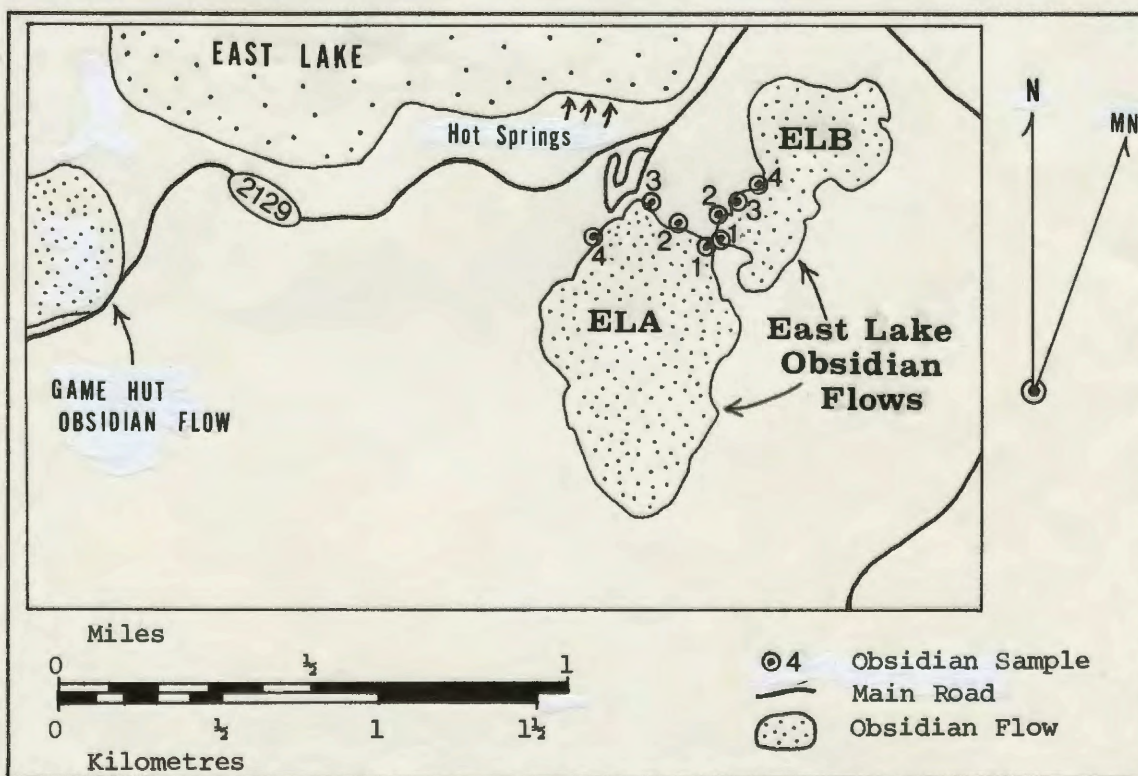 EAST LAKE
Hot Springs
2129
ELB
ELA
3
2
1
4
4
3
2
1
East Lake
Obsidian
Flows
GAME HUT
OBSIDIAN FLOW
N
MN
Miles
0 ½ 1
0 ½ 1 1½
Kilometres
4 Obsidian Sample
Main Road
Obsidian Flow